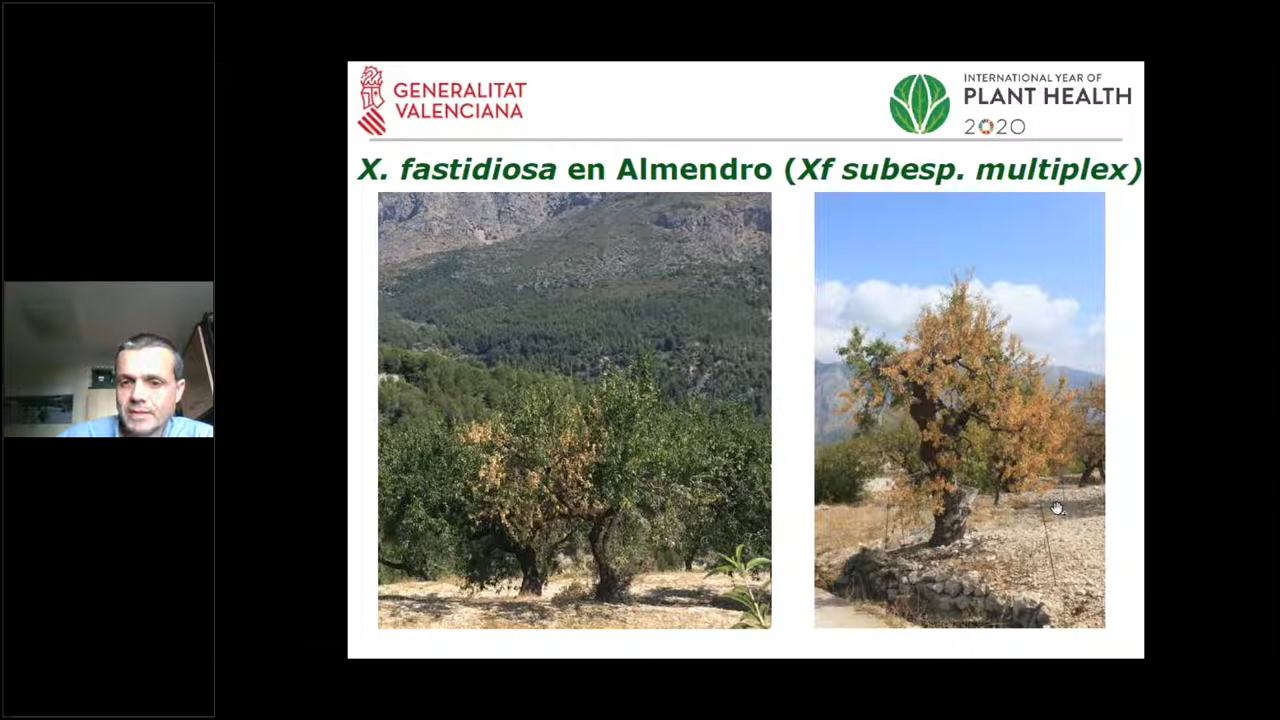 GENERALITAT
VALENCIANA
INTERNATIONAL YEAR OF
PLANT HEALTH
2020
X. fastidiosa en Almendro (Xf subesp. multiplex)